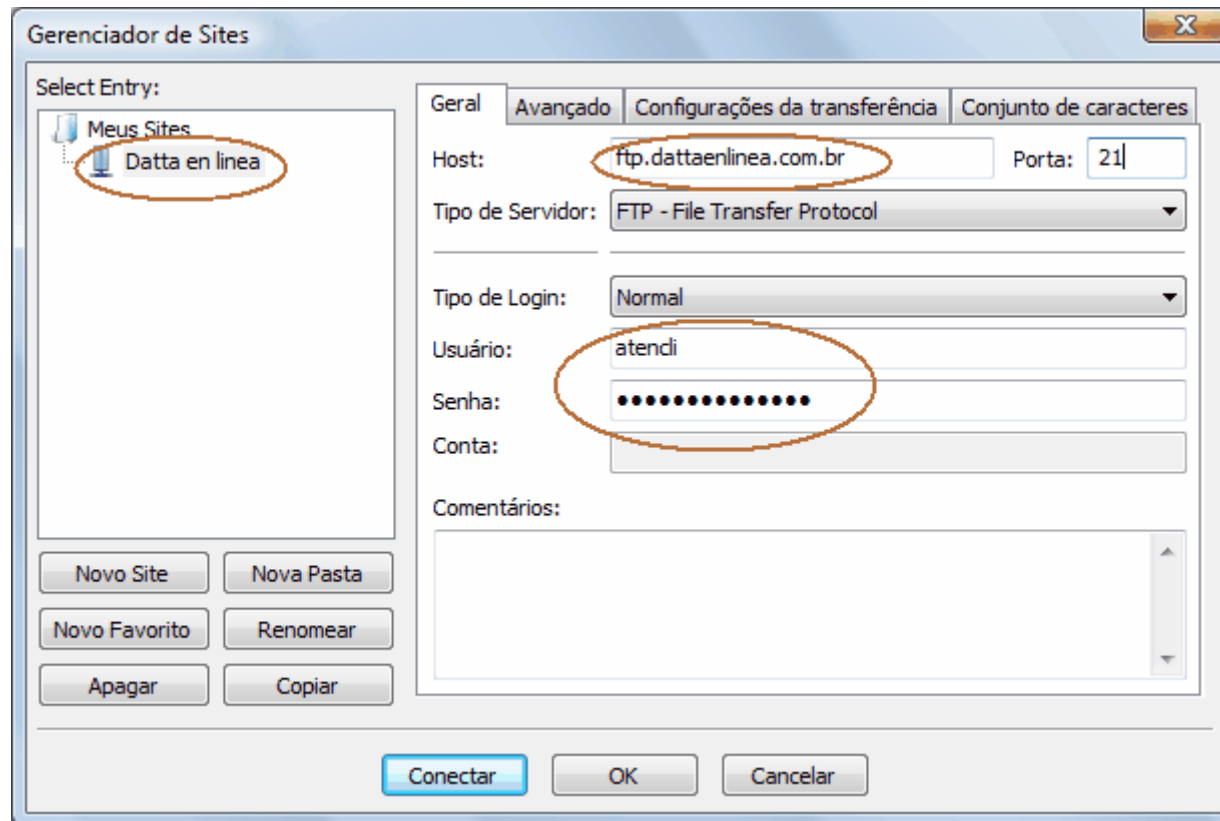 Gerenciador de Sites
Select Entry:
Meus Sites
Datta en linea
Novo Site
Nova Pasta
Novo Favorito
Renomear
Apagar
Copiar
Geral
Avançado
Configurações da transferência
Conjunto de caracteres
Host: ftp.dattaenlinea.com.br Porta: 21
Tipo de Servidor: FTP - File Transfer Protocol
Tipo de Login: Normal
Usuário: atendi
Senha: ••••••••••••••
Conta:
Comentários:
Conectar
OK
Cancelar